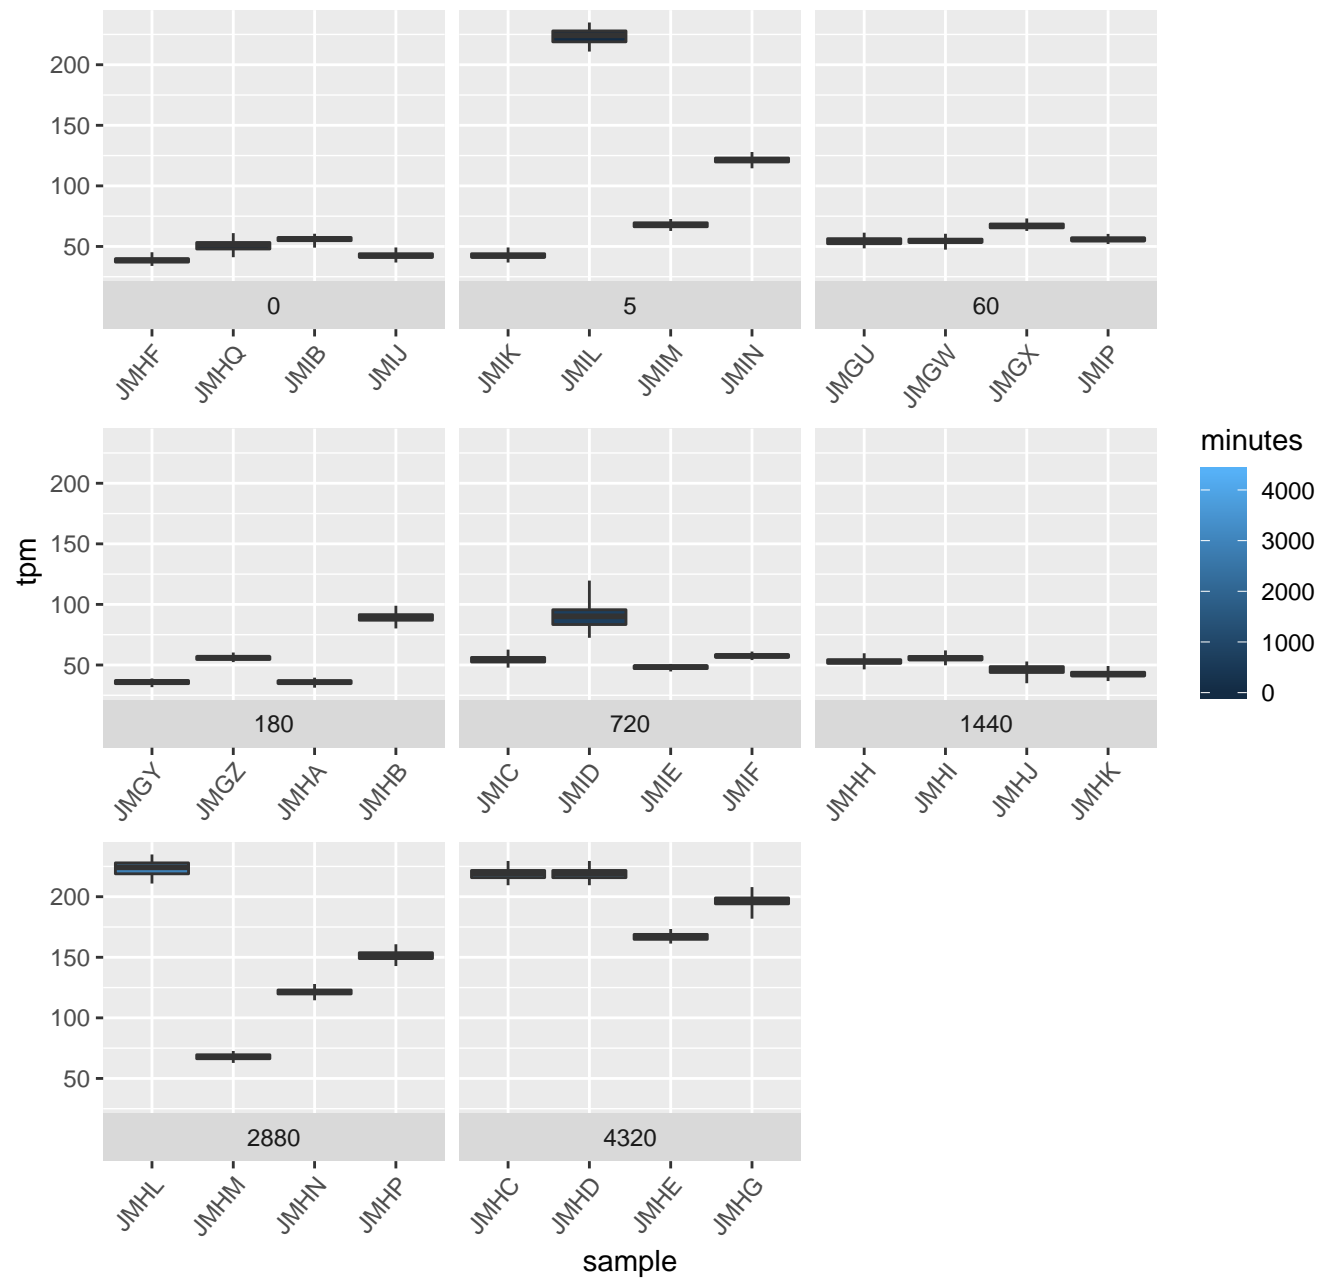 200
150
100
50
0
5
60
JMHF
JMHQ
JMIB
JMIJ
JMIK
JMIL
JMIM
JMIN
JMGU
JMGW
JMGX
JMIP
tpm
200
150
100
50
180
720
1440
JMGY
JMGZ
JMHA
JMHB
JMIC
JMID
JMIE
JMIF
JMHH
JMHI
JMHJ
JMHK
minutes
4000
3000
2000
1000
0
200
150
100
50
2880
4320
JMHL
JMHM
JMHN
JMHP
JMHC
JMHD
JMHE
JMHG
sample